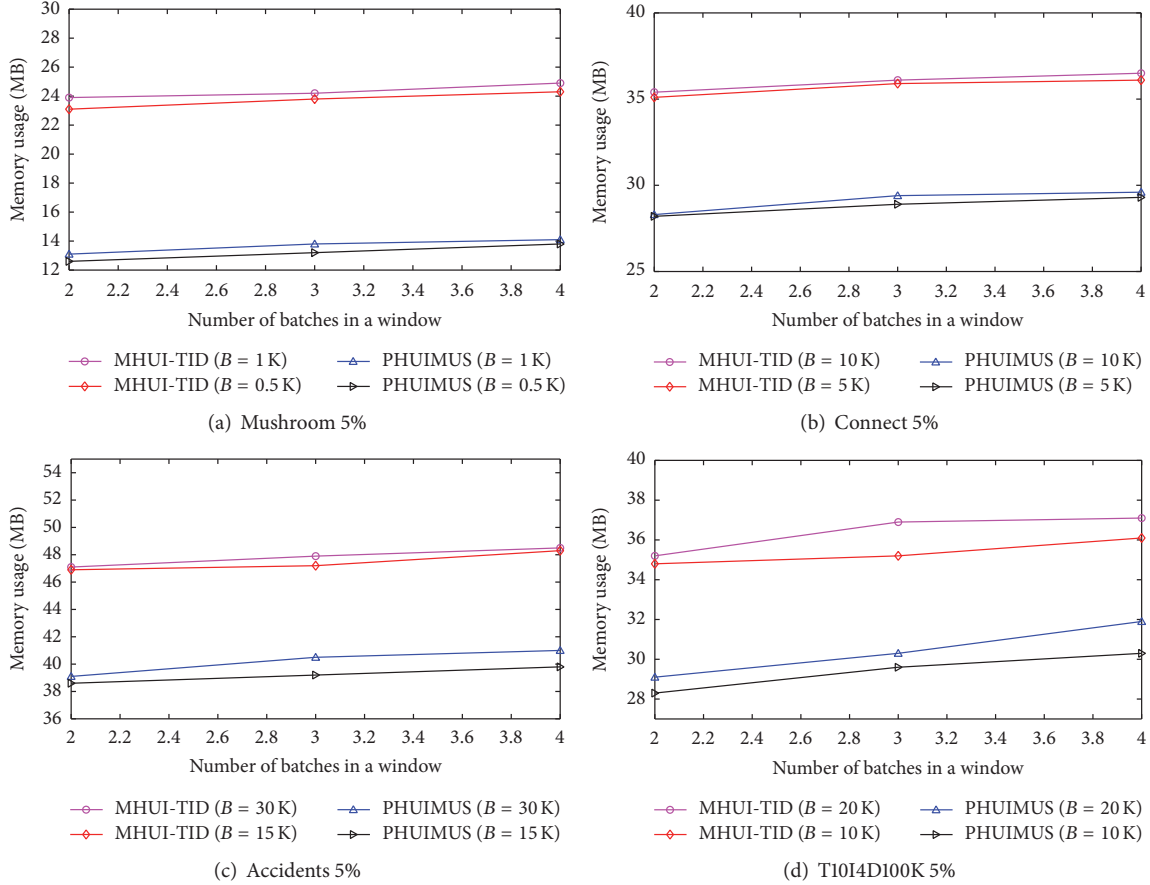 30
28
26
24
22
20
18
16
14
12
Memory usage (MB)
2 2.2 2.4 2.6 2.8 3 3.2 3.4 3.6 3.8 4
Number of batches in a window
MHUI-TID (B = 1 K) PHUIMUS (B = 1 K)
MHUI-TID (B = 0.5 K) PHUIMUS (B = 0.5 K)
(a) Mushroom 5%
40
35
30
25
Memory usage (MB)
2 2.2 2.4 2.6 2.8 3 3.2 3.4 3.6 3.8 4
Number of batches in a window
MHUI-TID (B = 10 K) PHUIMUS (B = 10 K)
MHUI-TID (B = 5 K) PHUIMUS (B = 5 K)
(b) Connect 5%
54
52
50
48
46
44
42
40
38
36
Memory usage (MB)
2 2.2 2.4 2.6 2.8 3 3.2 3.4 3.6 3.8 4
Number of batches in a window
MHUI-TID (B = 30 K) PHUIMUS (B = 30 K)
MHUI-TID (B = 15 K) PHUIMUS (B = 15 K)
(c) Accidents 5%
40
38
36
34
32
30
28
Memory usage (MB)
2 2.2 2.4 2.6 2.8 3 3.2 3.4 3.6 3.8 4
Number of batches in a window
MHUI-TID (B = 20 K) PHUIMUS (B = 20 K)
MHUI-TID (B = 10 K) PHUIMUS (B = 10 K)
(d) T10I4D100K 5%